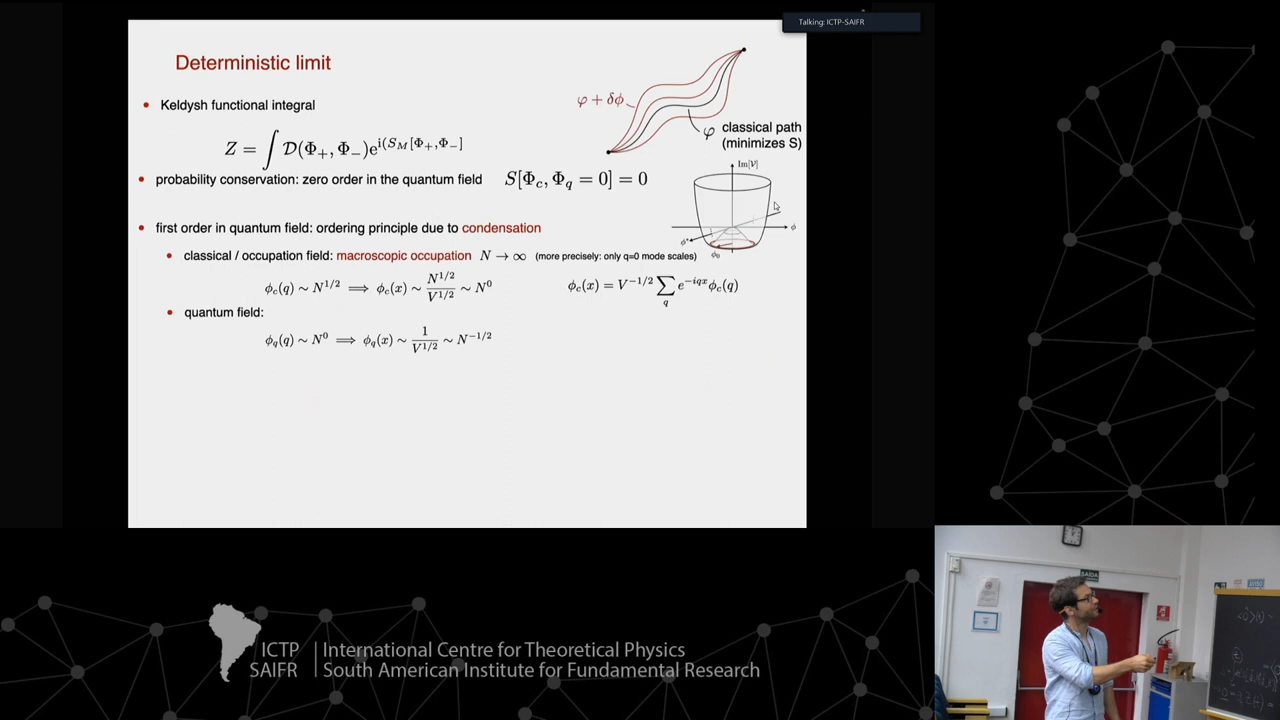 Talking: ICTP-SAIFR
Deterministic limit
• Keldysh functional integral
Z = ∫ D(Φ₊, Φ₋)e^{i(S_M[Φ₊,Φ₋]}
φ + δϕ
φ classical path
(minimizes S)
• probability conservation: zero order in the quantum field S[Φ_c, Φ_q = 0] = 0
Im[V]
ϕ
ϕ*
ϕ₀
• first order in quantum field: ordering principle due to condensation
• classical / occupation field: macroscopic occupation N → ∞ (more precisely: only q=0 mode scales)
ϕ_c(q) ∼ N^{1/2} ⟹ ϕ_c(x) ∼ N^{1/2}/V^{1/2} ∼ N⁰ ϕ_c(x) = V^{-1/2} ∑_q e^{-iqx}ϕ_c(q)
• quantum field:
ϕ_q(q) ∼ N⁰ ⟹ ϕ_q(x) ∼ 1/V^{1/2} ∼ N^{-1/2}
ICTP International Centre for Theoretical Physics
SAIFR South American Institute for Fundamental Research
SAÍDA